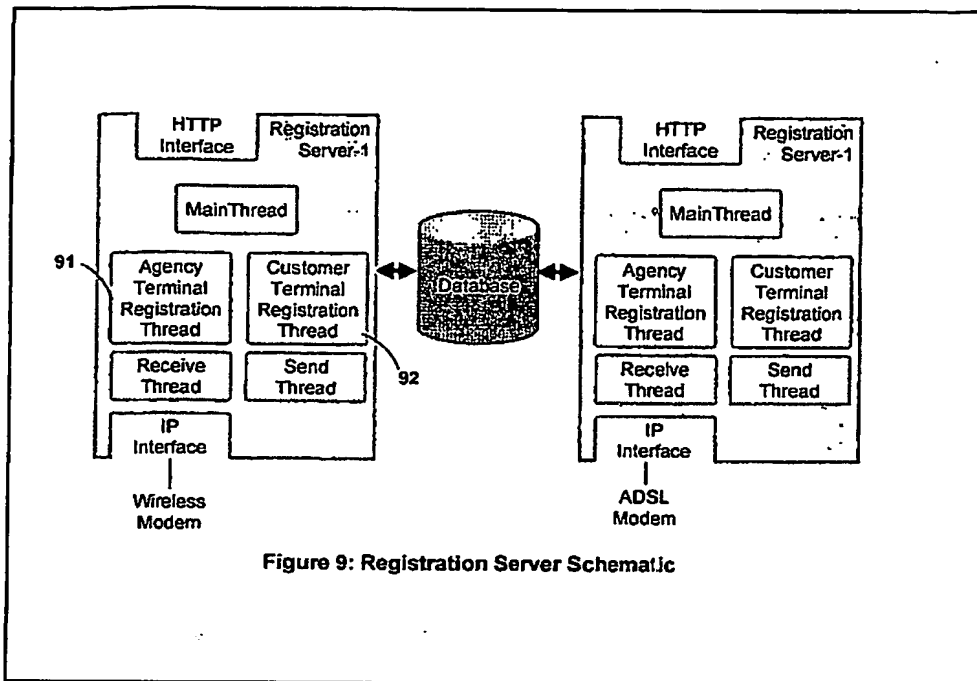 HTTP
Interface
Registration
Server-1
MainThread
91
Agency
Terminal
Registration
Thread
Customer
Terminal
Registration
Thread
Receive
Thread
Send
Thread
92
IP
Interface
Wireless
Modem
Database
HTTP
Interface
Registration
Server-1
MainThread
Agency
Terminal
Registration
Thread
Customer
Terminal
Registration
Thread
Receive
Thread
Send
Thread
IP
Interface
ADSL
Modem
Figure 9: Registration Server Schematic